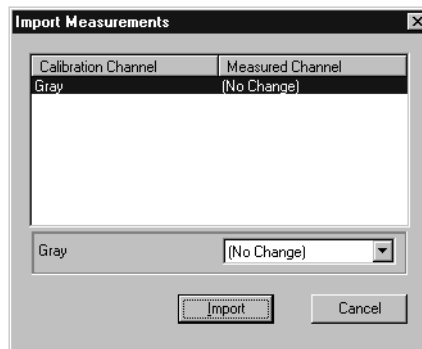 Import Measurements
Calibration Channel Measured Channel
Gray (No Change)
Gray (No Change)
Import Cancel